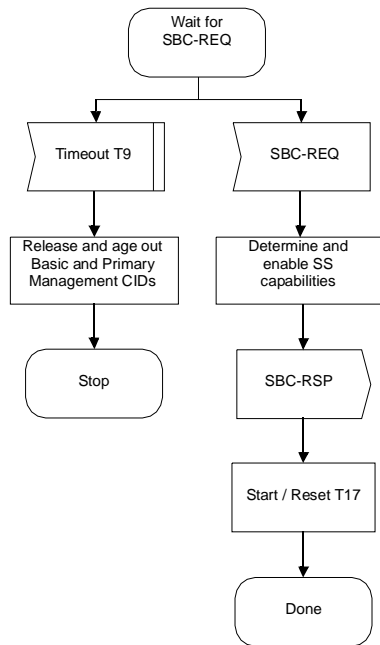 Wait for
SBC-REQ
Timeout T9
SBC-REQ
Release and age out
Basic and Primary
Management CIDs
Determine and
enable SS
capabilities
Stop
SBC-RSP
Start / Reset T17
Done